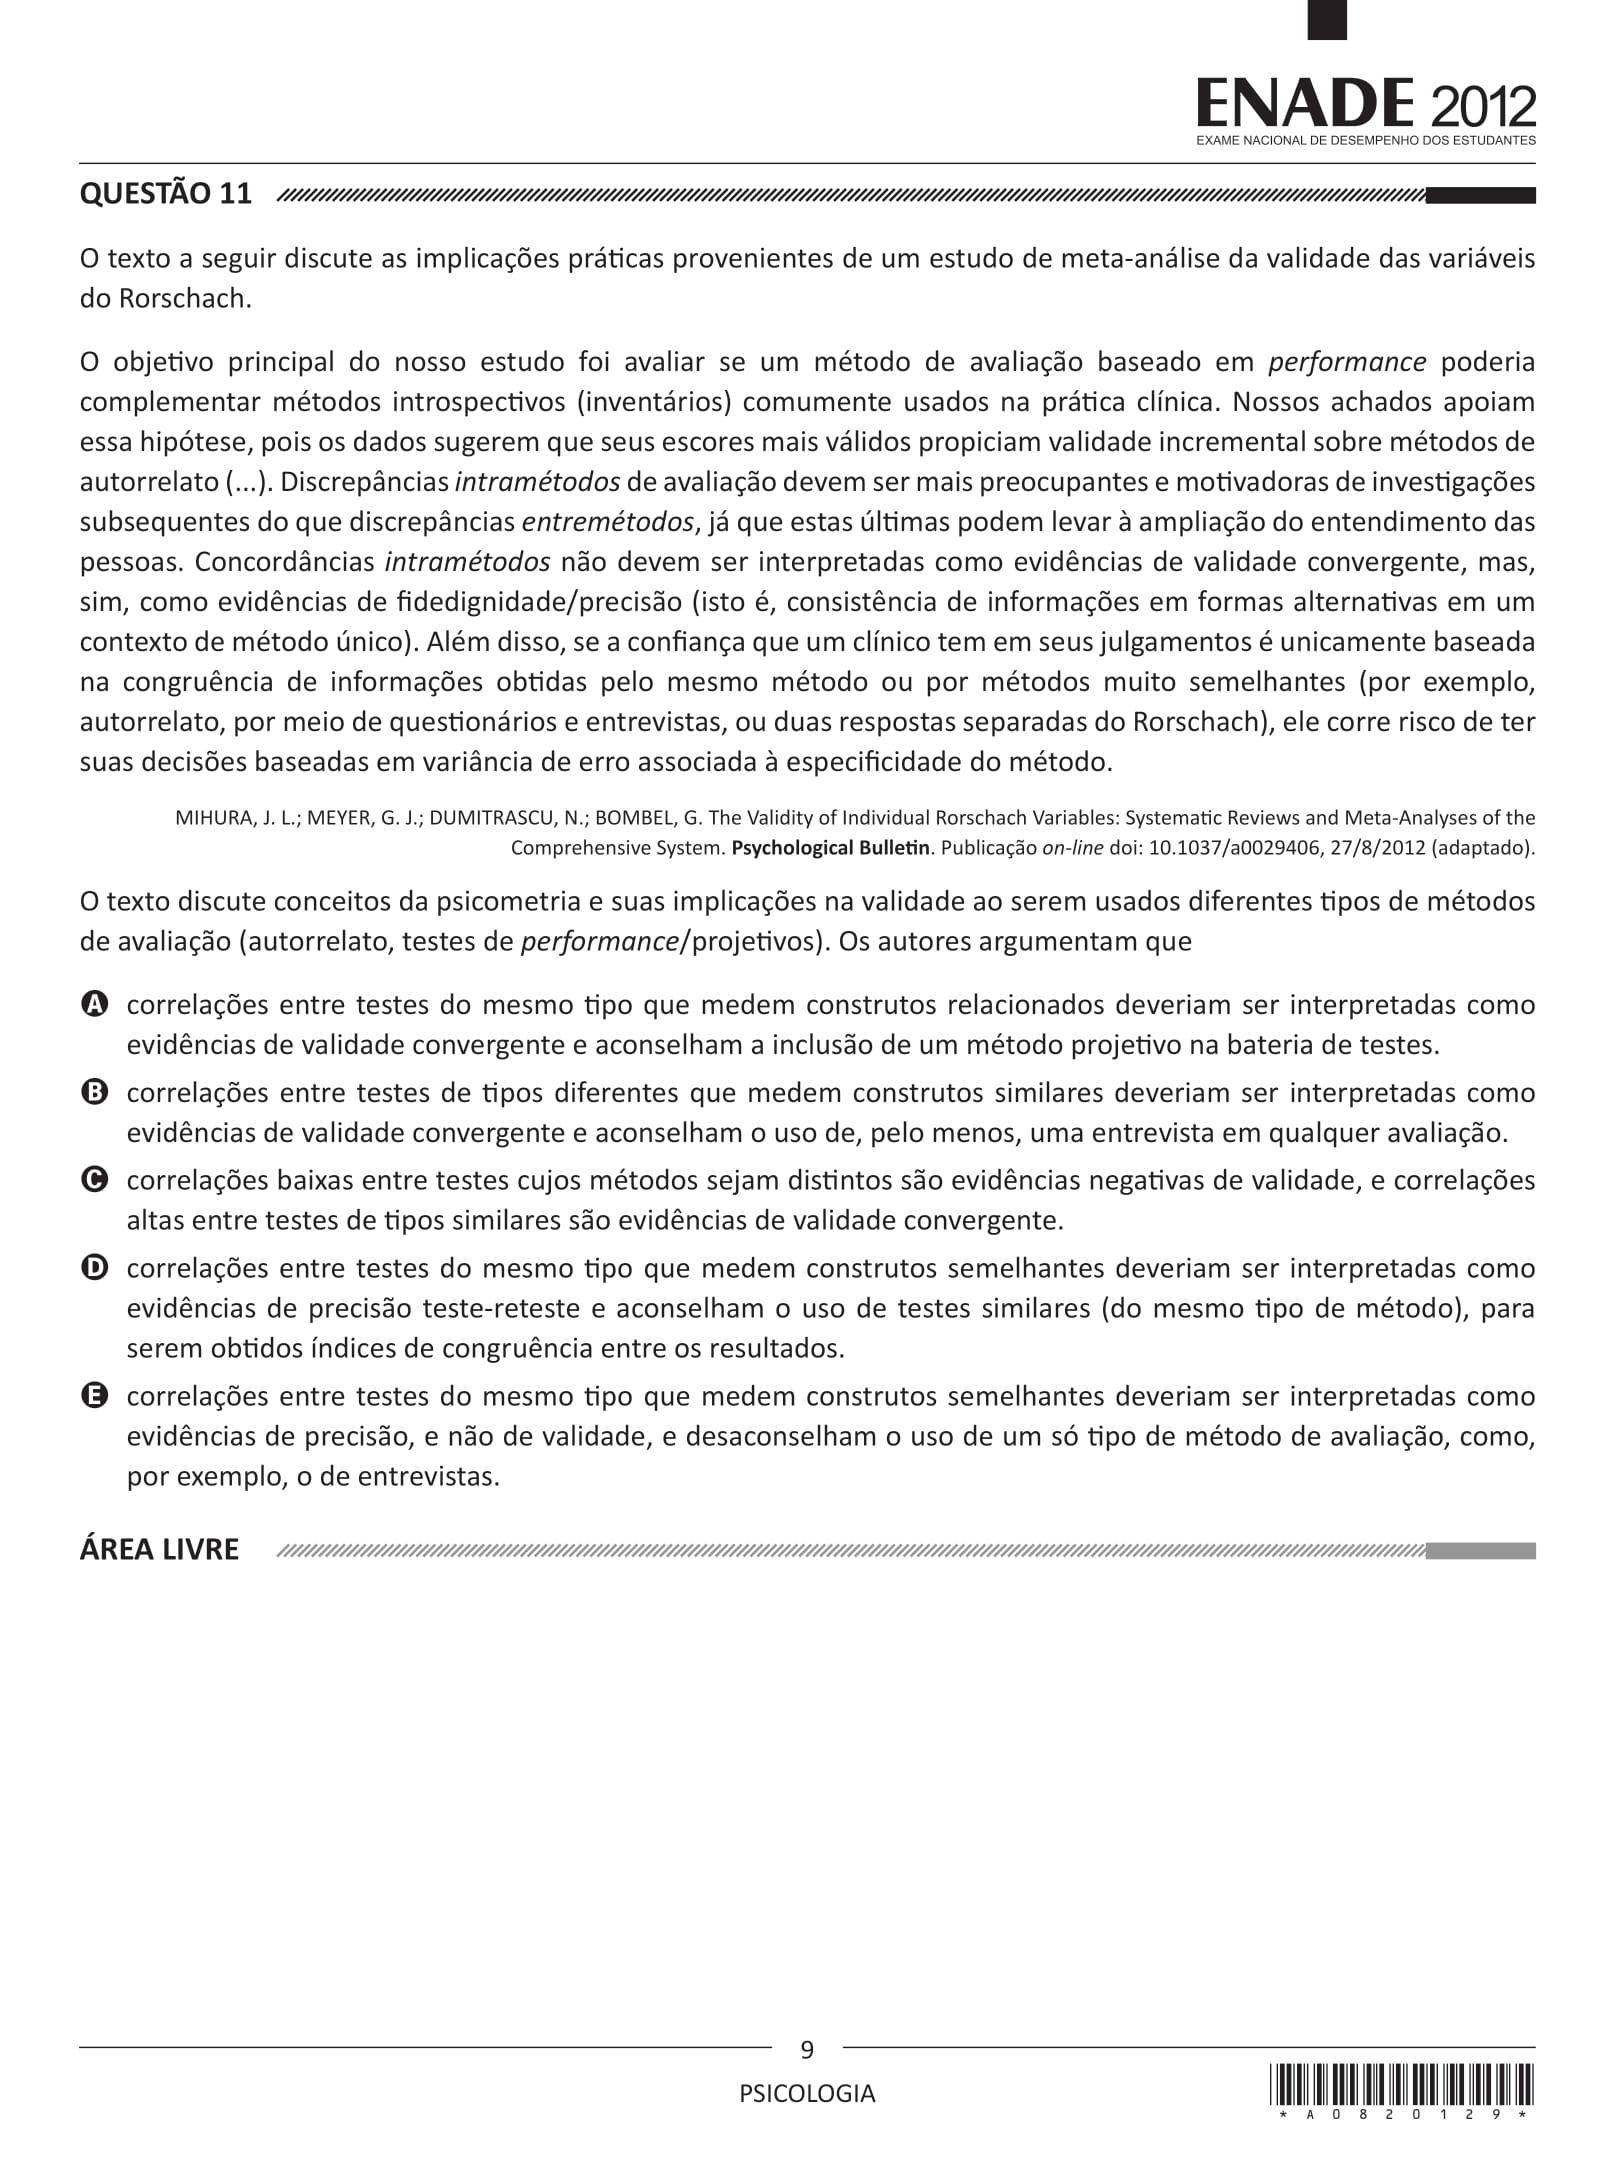 ENADE 2012
EXAME NACIONAL DE DESEMPENHO DOS ESTUDANTES
QUESTÃO 11
O texto a seguir discute as implicações práticas provenientes de um estudo de meta-análise da validade das variáveis
do Rorschach.
O objetivo principal do nosso estudo foi avaliar se um método de avaliação baseado em performance poderia
complementar métodos introspectivos (inventários) comumente usados na prática clínica. Nossos achados apoiam
essa hipótese, pois os dados sugerem que seus escores mais válidos propiciam validade incremental sobre métodos de
autorrelato (...). Discrepâncias intramétodos de avaliação devem ser mais preocupantes e motivadoras de investigações
subsequentes do que discrepâncias entremétodos, já que estas últimas podem levar à ampliação do entendimento das
pessoas. Concordâncias intramétodos não devem ser interpretadas como evidências de validade convergente, mas,
sim, como evidências de fidedignidade/precisão (isto é, consistência de informações em formas alternativas em um
contexto de método único). Além disso, se a confiança que um clínico tem em seus julgamentos é unicamente baseada
na congruência de informações obtidas pelo mesmo método ou por métodos muito semelhantes (por exemplo,
autorrelato, por meio de questionários e entrevistas, ou duas respostas separadas do Rorschach), ele corre risco de ter
suas decisões baseadas em variância de erro associada à especificidade do método.
MIHURA, J. L.; MEYER, G. J.; DUMITRASCU, N.; BOMBEL, G. The Validity of Individual Rorschach Variables: Systematic Reviews and Meta-Analyses of the
Comprehensive System. Psychological Bulletin. Publicação on-line doi: 10.1037/a0029406, 27/8/2012 (adaptado).
O texto discute conceitos da psicometria e suas implicações na validade ao serem usados diferentes tipos de métodos
de avaliação (autorrelato, testes de performance/projetivos). Os autores argumentam que
A correlações entre testes do mesmo tipo que medem construtos relacionados deveriam ser interpretadas como
evidências de validade convergente e aconselham a inclusão de um método projetivo na bateria de testes.
B correlações entre testes de tipos diferentes que medem construtos similares deveriam ser interpretadas como
evidências de validade convergente e aconselham o uso de, pelo menos, uma entrevista em qualquer avaliação.
C correlações baixas entre testes cujos métodos sejam distintos são evidências negativas de validade, e correlações
altas entre testes de tipos similares são evidências de validade convergente.
D correlações entre testes do mesmo tipo que medem construtos semelhantes deveriam ser interpretadas como
evidências de precisão teste-reteste e aconselham o uso de testes similares (do mesmo tipo de método), para
serem obtidos índices de congruência entre os resultados.
E correlações entre testes do mesmo tipo que medem construtos semelhantes deveriam ser interpretadas como
evidências de precisão, e não de validade, e desaconselham o uso de um só tipo de método de avaliação, como,
por exemplo, o de entrevistas.
ÁREA LIVRE
9
PSICOLOGIA
* A 0 8 2 0 1 2 9 *